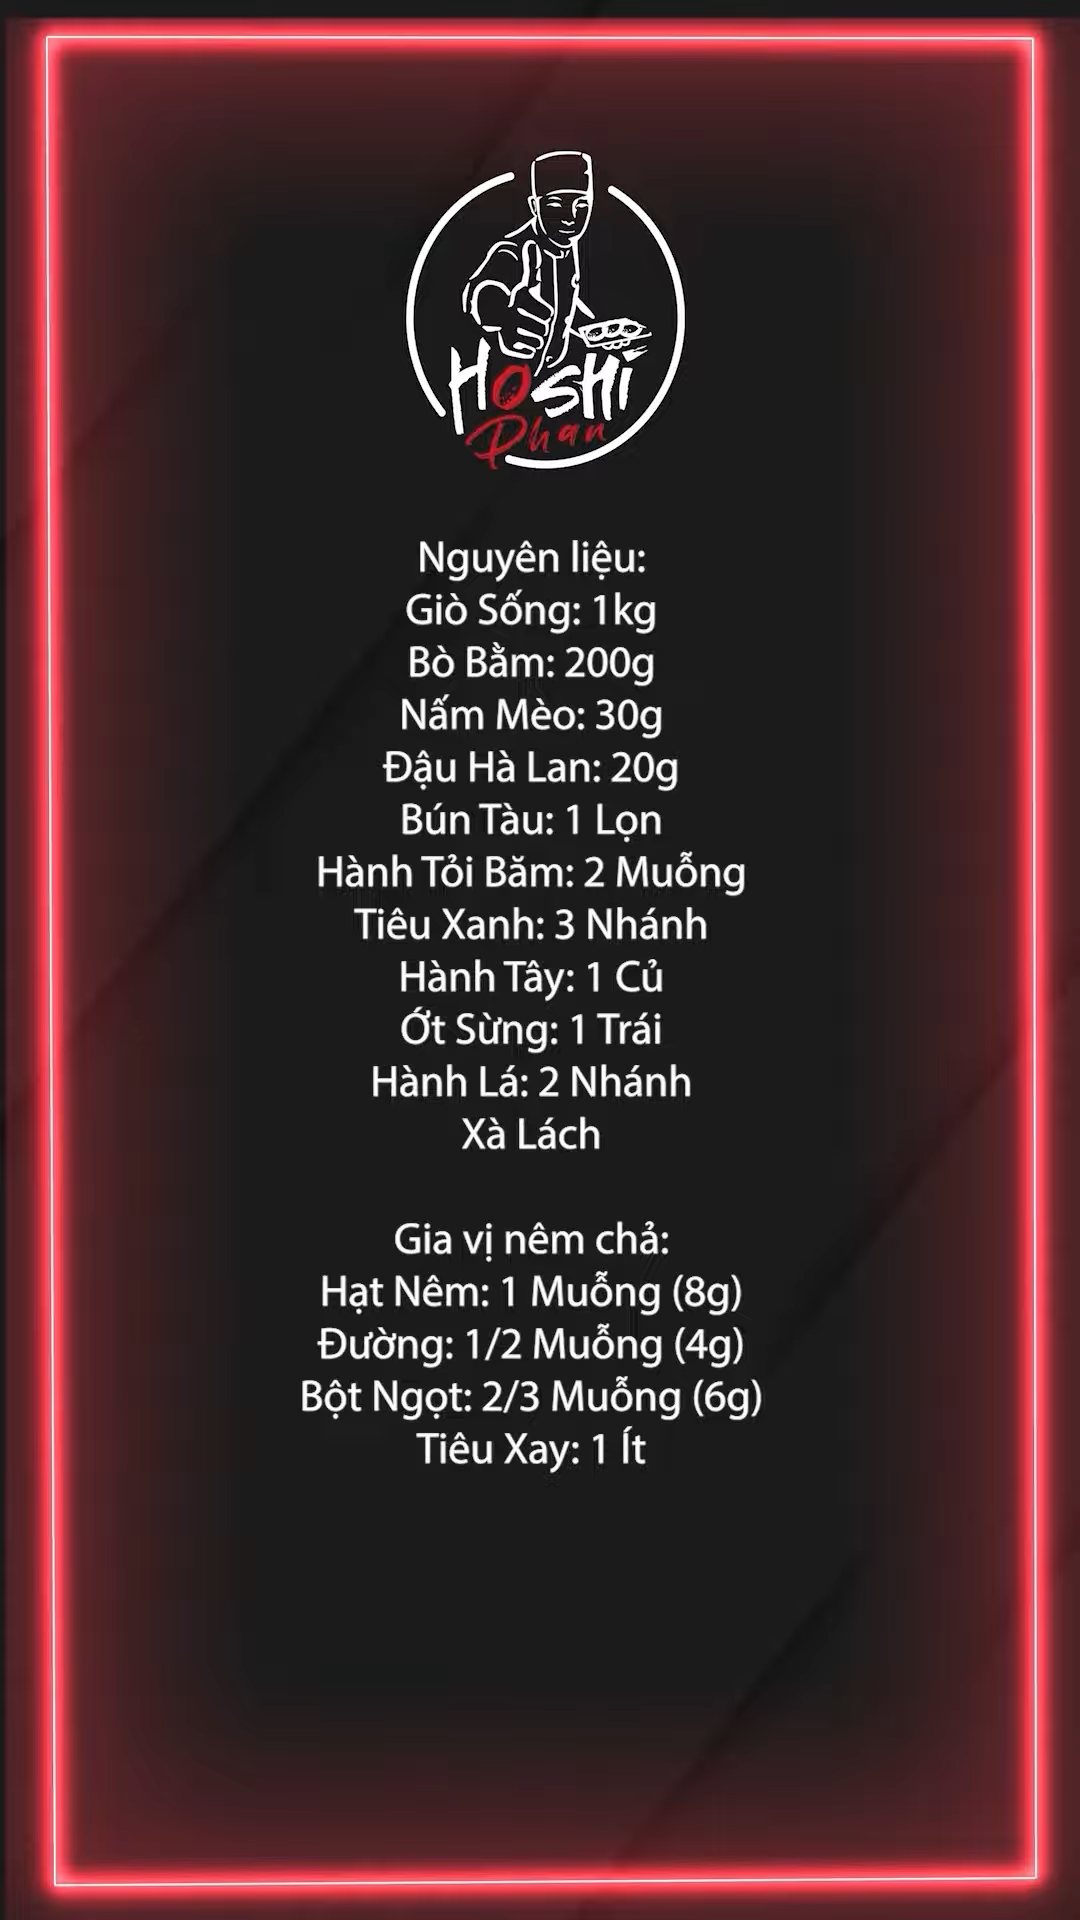 HOSHI
Phan
Nguyên liệu:
Giò Sống: 1kg
Bò Bằm: 200g
Nấm Mèo: 30g
Đậu Hà Lan: 20g
Bún Tàu: 1 Lọn
Hành Tỏi Băm: 2 Muỗng
Tiêu Xanh: 3 Nhánh
Hành Tây: 1 Củ
Ớt Sừng: 1 Trái
Hành Lá: 2 Nhánh
Xà Lách
Gia vị nêm chả:
Hạt Nêm: 1 Muỗng (8g)
Đường: 1/2 Muỗng (4g)
Bột Ngọt: 2/3 Muỗng (6g)
Tiêu Xay: 1 Ít